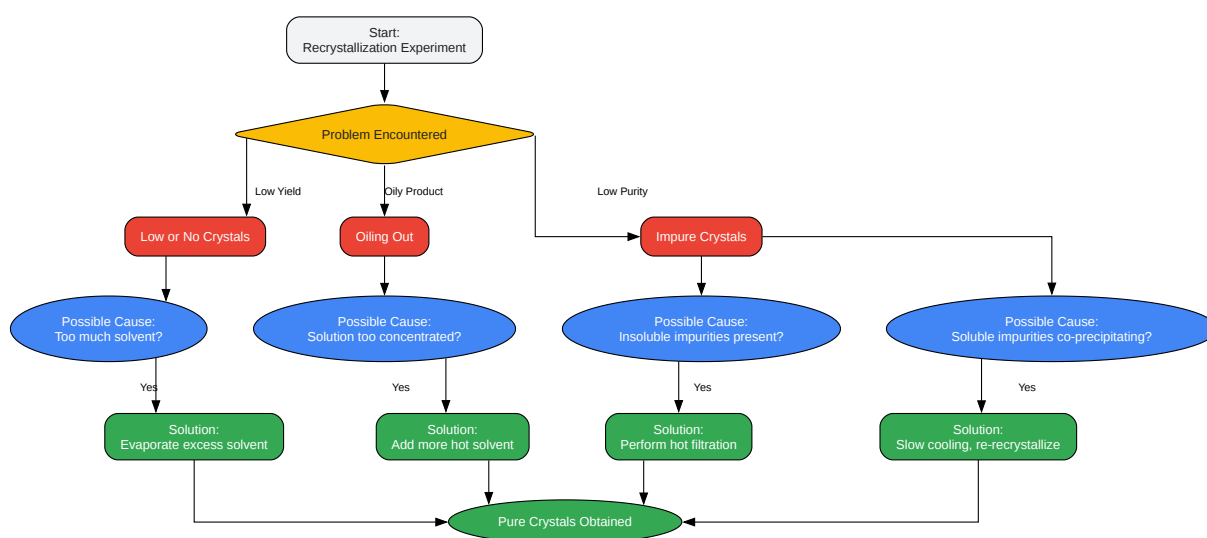 Start:
Recrystallization Experiment
Problem Encountered
Low Yield
Oily Product
Low Purity
Low or No Crystals
Oiling Out
Impure Crystals
Possible Cause:
Too much solvent?
Possible Cause:
Solution too concentrated?
Possible Cause:
Insoluble impurities present?
Possible Cause:
Soluble impurities co-precipitating?
Yes
Yes
Yes
Yes
Solution:
Evaporate excess solvent
Solution:
Add more hot solvent
Solution:
Perform hot filtration
Solution:
Slow cooling, re-recrystallize
Pure Crystals Obtained